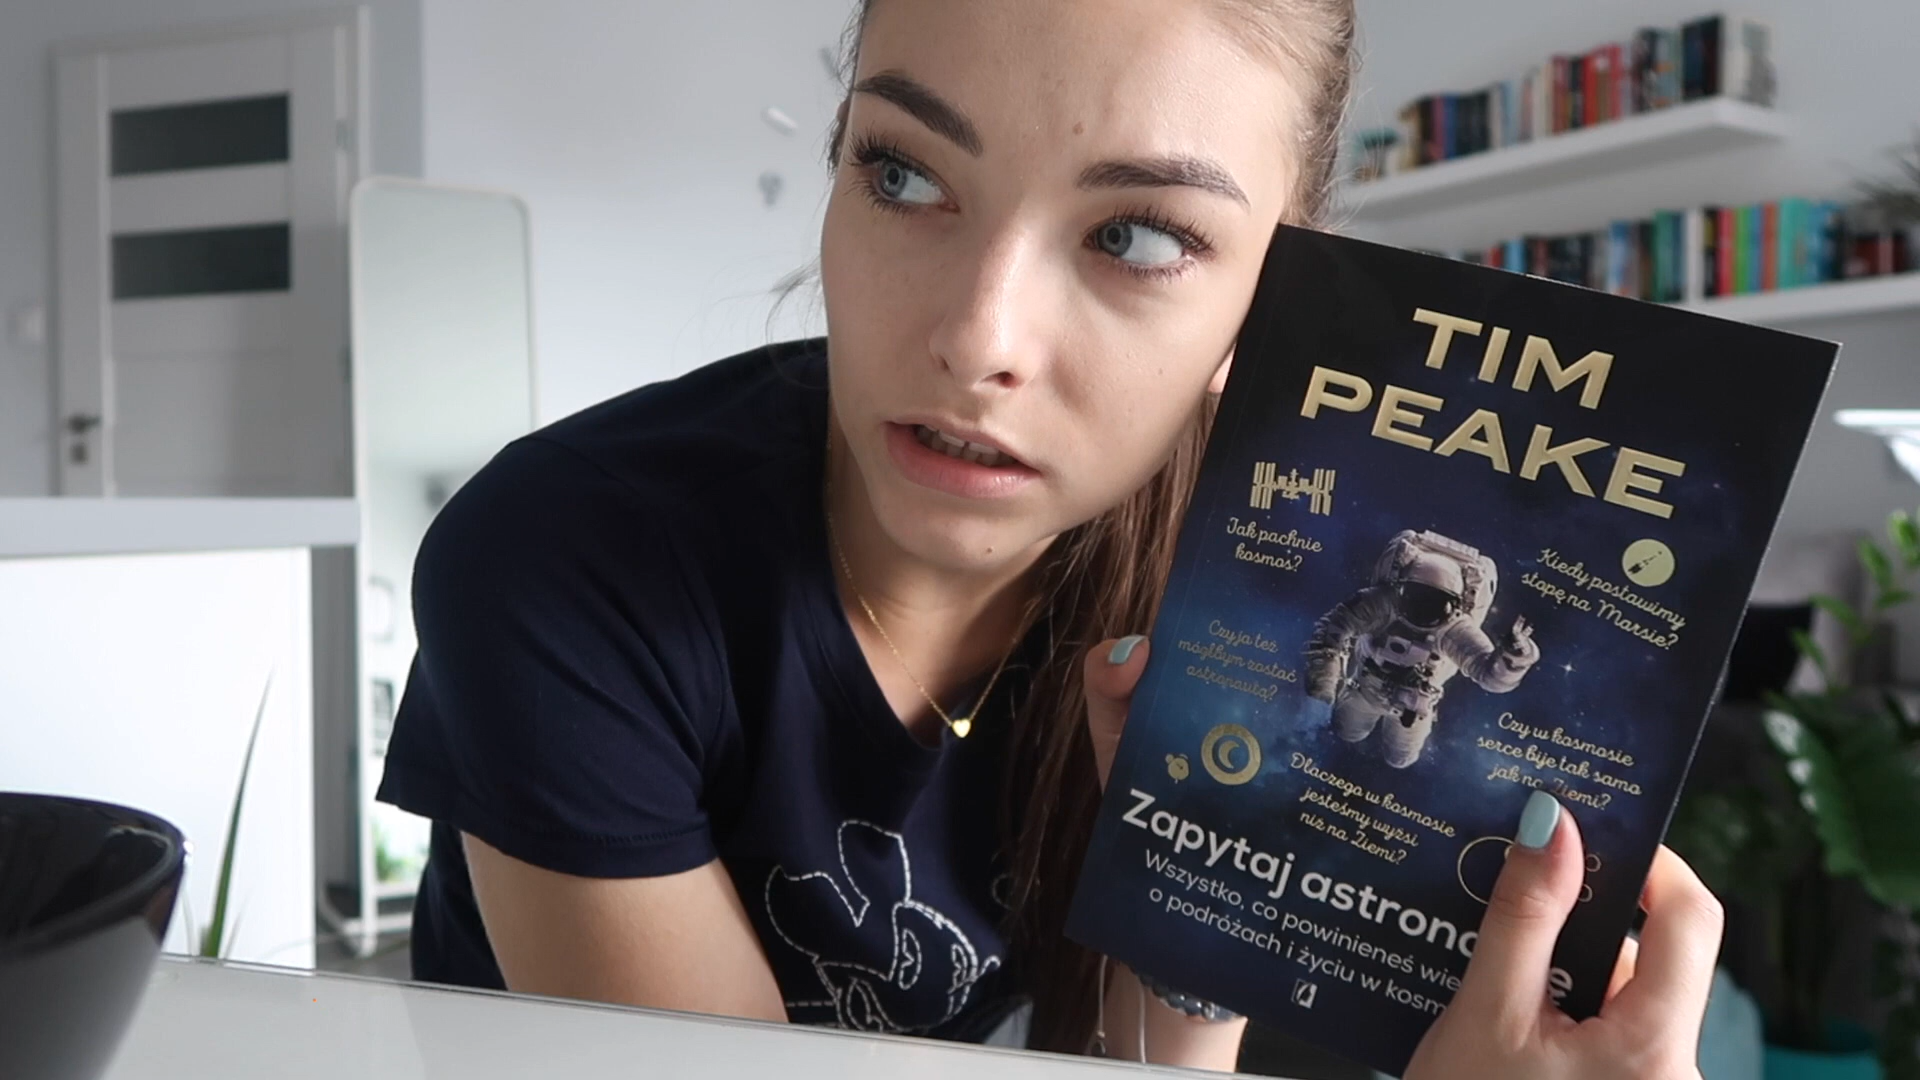 TIM
PEAKE
Jak pachnie
kosmos?
Kiedy postawimy
stopę na Marsie?
Czy ja też
mógłbym zostać
astronautą?
Czy w kosmosie
serce bije tak samo
jak na Ziemi?
Dlaczego w kosmosie
jesteśmy wyżsi
niż na Ziemi?
Zapytaj astrona
Wszystko, co powinieneś wie
o podróżach i życiu w kosm